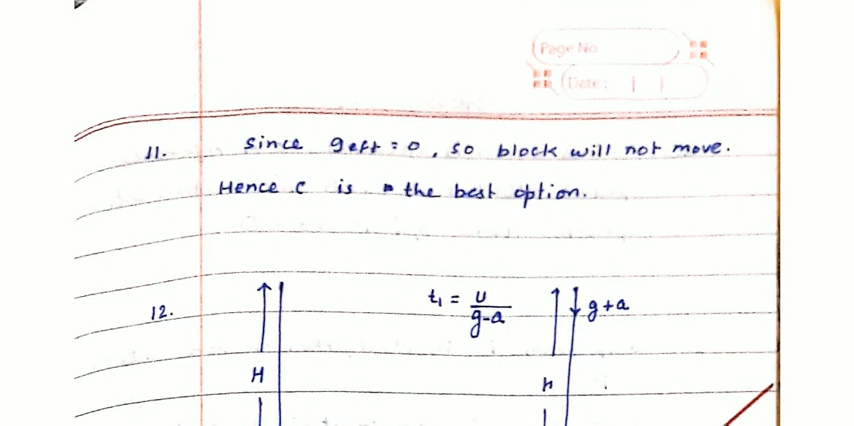 Page No
Date: | |
11. Since geff = 0, so block will not move.
Hence C is the best option.
12. t₁ = u/(g-a) g+a
H h